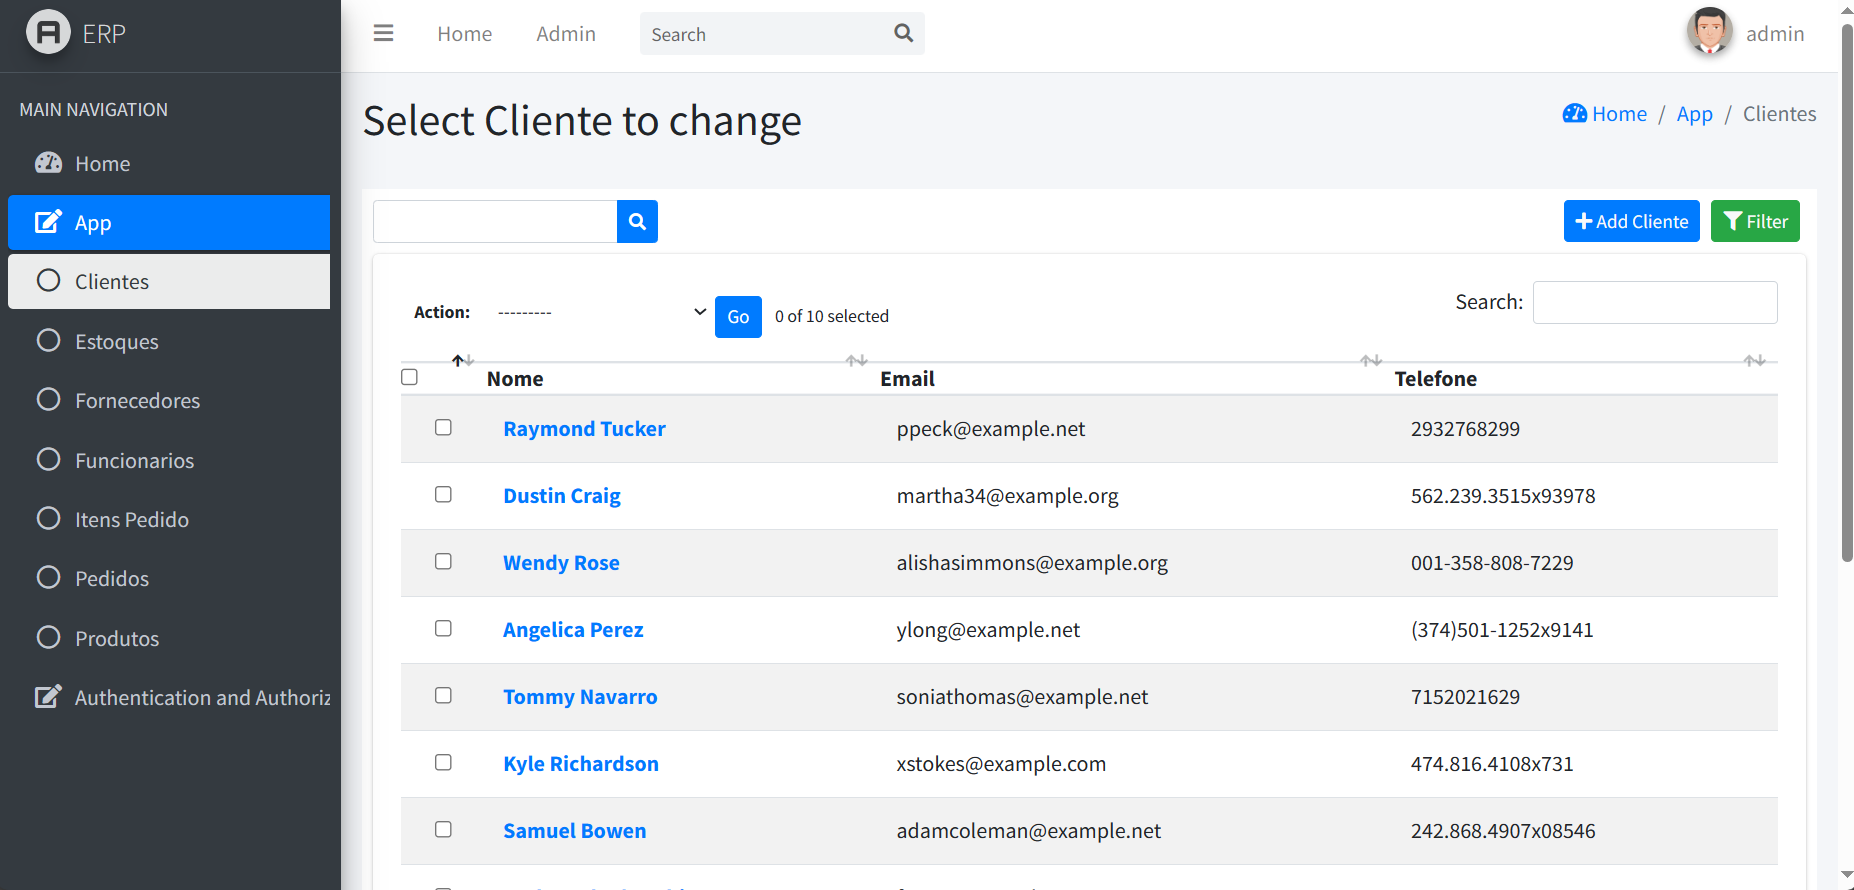 ERP
Home
Admin
Search
admin
MAIN NAVIGATION
Home
App
Clientes
Estoques
Fornecedores
Funcionarios
Itens Pedido
Pedidos
Produtos
Authentication and Authoriz
Select Cliente to change
Home / App / Clientes
Add Cliente
Filter
Action: --------- Go 0 of 10 selected
Search:
Nome Email Telefone
Raymond Tucker ppeck@example.net 2932768299
Dustin Craig martha34@example.org 562.239.3515x93978
Wendy Rose alishasimmons@example.org 001-358-808-7229
Angelica Perez ylong@example.net (374)501-1252x9141
Tommy Navarro soniathomas@example.net 7152021629
Kyle Richardson xstokes@example.com 474.816.4108x731
Samuel Bowen adamcoleman@example.net 242.868.4907x08546